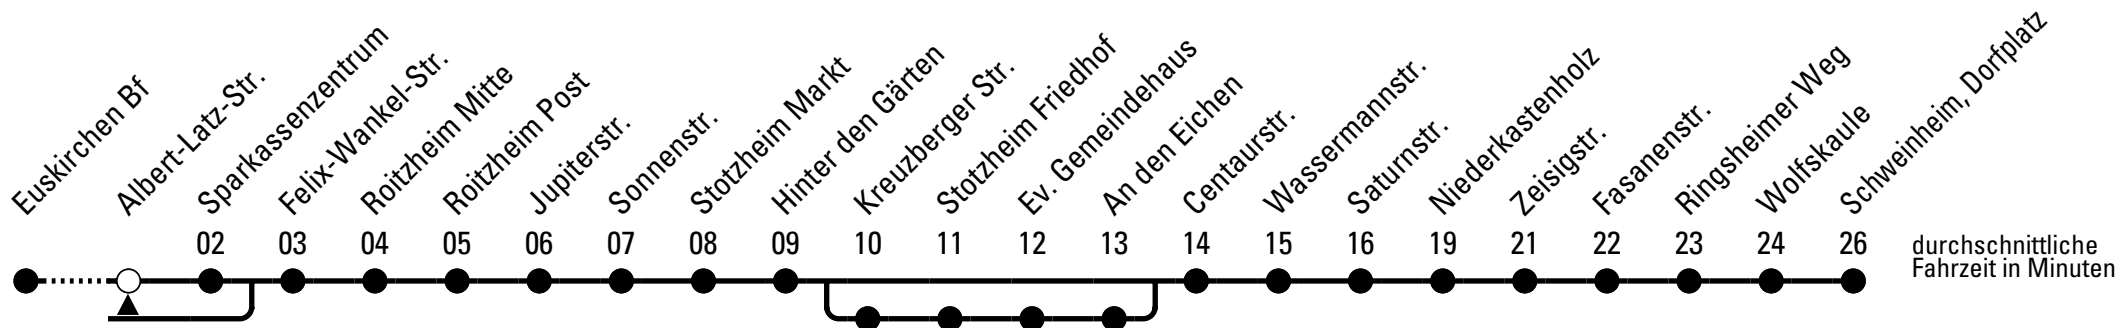 Euskirchen Bf
Albert-Latz-Str.
Sparkassenzentrum
Felix-Wankel-Str.
Roitzheim Mitte
Roitzheim Post
Jupiterstr.
Sonnenstr.
Stotzheim Markt
Hinter den Gärten
Kreuzberger Str.
Stotzheim Friedhof
Ev. Gemeindehaus
An den Eichen
Centaurstr.
Wassermannstr.
Saturnstr.
Niederkastenholz
Zeisigstr.
Fasanenstr.
Ringsheimer Weg
Wolfskaule
Schweinheim, Dorfplatz
02 03 04 05 06 07 08 09 10 11 12 13 14 15 16 19 21 22 23 24 26
durchschnittliche
Fahrzeit in Minuten